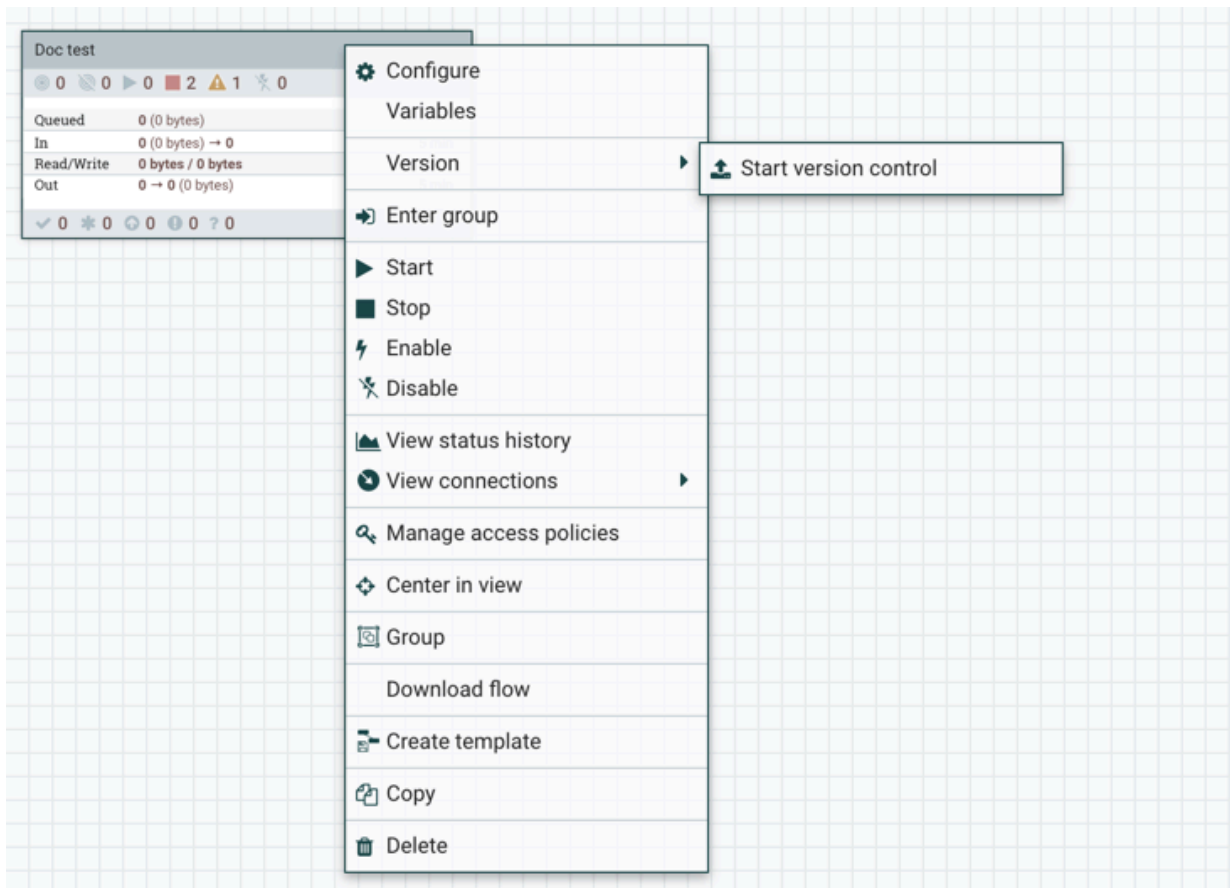 Doc test
0 0 0 2 1 0
Queued 0 (0 bytes)
In 0 (0 bytes) → 0
Read/Write 0 bytes / 0 bytes
Out 0 → 0 (0 bytes)
0 0 0 0 ? 0
Configure
Variables
Version
Start version control
Enter group
Start
Stop
Enable
Disable
View status history
View connections
Manage access policies
Center in view
Group
Download flow
Create template
Copy
Delete